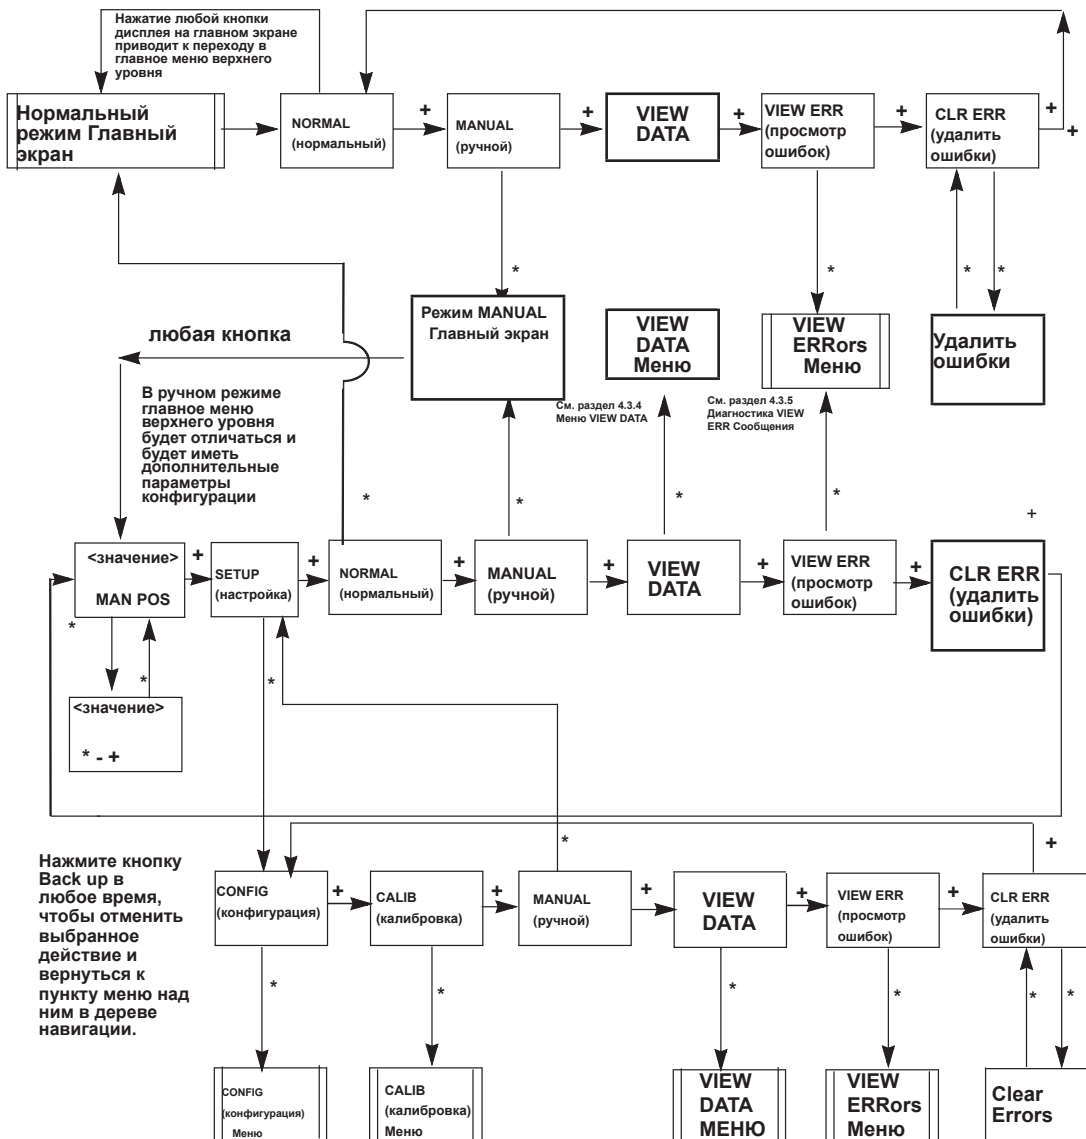 Нажатие любой кнопки
дисплея на главном экране
приводит к переходу в
главное меню верхнего
уровня
Нормальный
режим Главный
экран
NORMAL
(нормальный)
+
MANUAL
(ручной)
+
VIEW
DATA
+
VIEW ERR
(просмотр
ошибок)
+
CLR ERR
(удалить
ошибки)
+
+
*
*
*
*
Режим MANUAL
Главный экран
любая кнопка
VIEW
DATA
Меню
VIEW
ERRors
Меню
Удалить
ошибки
См. раздел 4.3.4
Меню VIEW DATA
См. раздел 4.3.5
Диагностика VIEW
ERR Сообщения
В ручном режиме
главное меню
верхнего уровня
будет отличаться и
будет иметь
дополнительные
параметры
конфигурации
*
*
*
*
+
<значение>
MAN POS
+
SETUP
(настройка)
+
NORMAL
(нормальный)
+
MANUAL
(ручной)
+
VIEW
DATA
+
VIEW ERR
(просмотр
ошибок)
+
CLR ERR
(удалить
ошибки)
*
*
*
*
<значение>
* - +
Нажмите кнопку
Back up в
любое время,
чтобы отменить
выбранное
действие и
вернуться к
пункту меню над
ним в дереве
навигации.
*
+
CONFIG
(конфигурация)
+
CALIB
(калибровка)
+
MANUAL
(ручной)
+
VIEW
DATA
+
VIEW ERR
(просмотр
ошибок)
+
CLR ERR
(удалить
ошибки)
*
*
*
*
*
*
CONFIG
(конфигурация)
Меню
CALIB
(калибровка)
Меню
VIEW
DATA
МЕНЮ
VIEW
ERRors
Меню
Clear
Errors